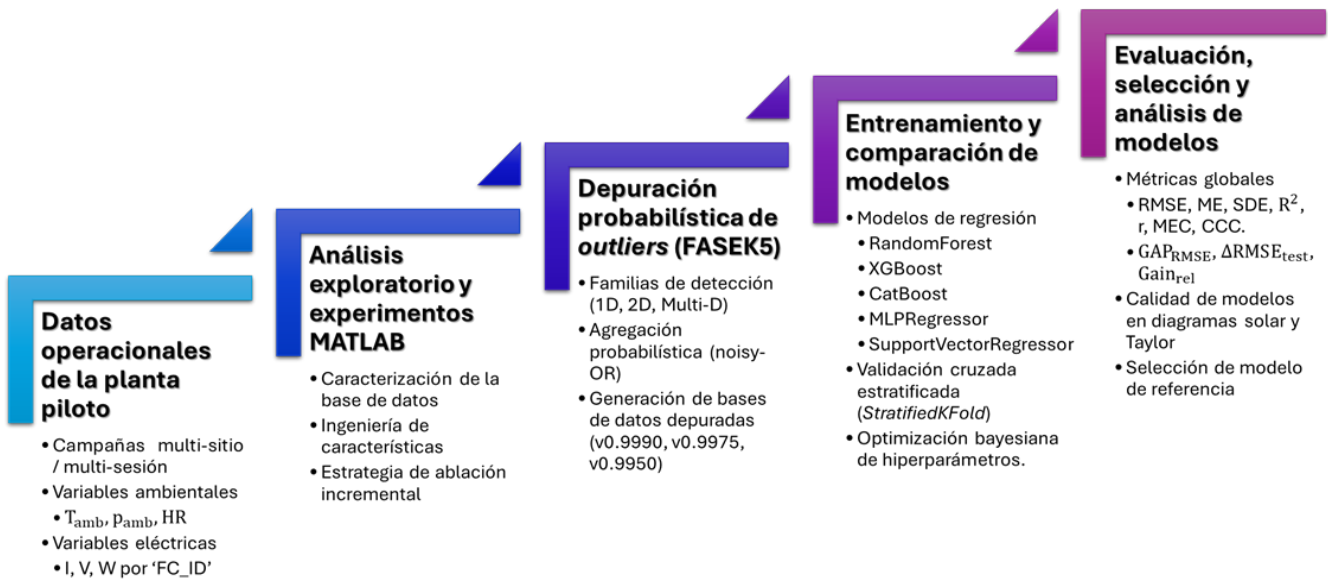 Datos
operacionales
de la planta
piloto
• Campañas multi-sitio
/ multi-sesión
• Variables ambientales
• T_amb, p_amb, HR
• Variables eléctricas
• I, V, W por ‘FC_ID’
Análisis
exploratorio y
experimentos
MATLAB
• Caracterización de la
base de datos
• Ingeniería de
características
• Estrategia de ablación
incremental
Depuración
probabilística de
outliers (FASEK5)
• Familias de detección
(1D, 2D, Multi-D)
• Agregación
probabilística (noisy-
OR)
• Generación de bases
de datos depuradas
(v0.9990, v0.9975,
v0.9950)
Entrenamiento y
comparación de
modelos
• Modelos de regresión
• RandomForest
• XGBoost
• CatBoost
• MLPRegressor
• SupportVectorRegressor
• Validación cruzada
estratificada
(StratifiedKFold)
• Optimización bayesiana
de hiperparámetros.
Evaluación,
selección y
análisis de
modelos
• Métricas globales
• RMSE, ME, SDE, R²,
r, MEC, CCC.
• GAP_RMSE, ΔRMSE_test,
Gain_rel
• Calidad de modelos
en diagramas solar y
Taylor
• Selección de modelo
de referencia